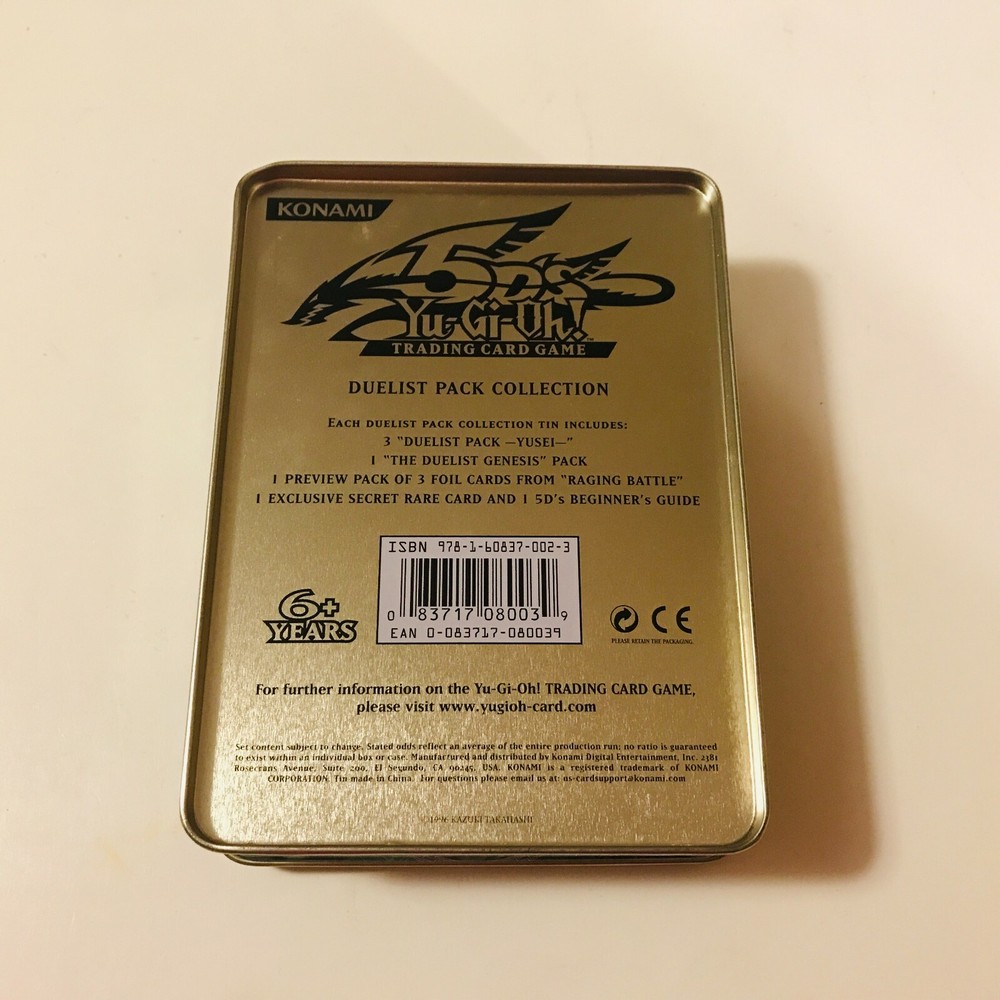 KONAMI
5D's
Yu-Gi-Oh!
TRADING CARD GAME
DUELIST PACK COLLECTION
EACH DUELIST PACK COLLECTION TIN INCLUDES:
3 "DUELIST PACK —YUSEI—"
1 "THE DUELIST GENESIS" PACK
1 PREVIEW PACK OF 3 FOIL CARDS FROM "RAGING BATTLE"
1 EXCLUSIVE SECRET RARE CARD AND 1 5D's BEGINNER'S GUIDE
ISBN 978-1-60837-002-3
0 83717 08003 9
EAN 0-083717-080039
6+
YEARS
CE
PLEASE RETAIN THE PACKAGING.
For further information on the Yu-Gi-Oh! TRADING CARD GAME,
please visit www.yugioh-card.com
Set content subject to change. Stated odds reflect an average of the entire production run; no ratio is guaranteed
to exist within an individual box or case. Manufactured and distributed by Konami Digital Entertainment, Inc. 2381
Rosecrans Avenue, Suite 200, El Segundo, CA 90245, USA. KONAMI is a registered trademark of KONAMI
CORPORATION. Tin made in China. For questions please email us at: us-cardsupport@konami.com
©1996 KAZUKI TAKAHASHI